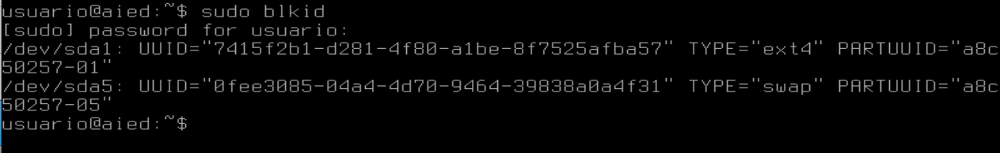 usuario@aied:~$ sudo blkid
[sudo] password for usuario:
/dev/sda1: UUID="7415f2b1-d281-4f80-a1be-8f7525afba57" TYPE="ext4" PARTUUID="a8c
50257-01"
/dev/sda5: UUID="0fee3085-04a4-4d70-9464-39838a0a4f31" TYPE="swap" PARTUUID="a8c
50257-05"
usuario@aied:~$